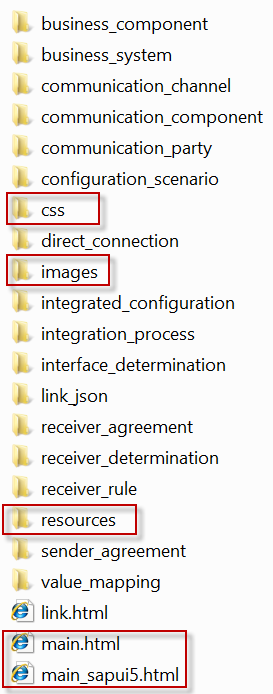 business_component
business_system
communication_channel
communication_component
communication_party
configuration_scenario
css
direct_connection
images
integrated_configuration
integration_process
interface_determination
link_json
receiver_agreement
receiver_determination
receiver_rule
resources
sender_agreement
value_mapping
link.html
main.html
main_sapui5.html